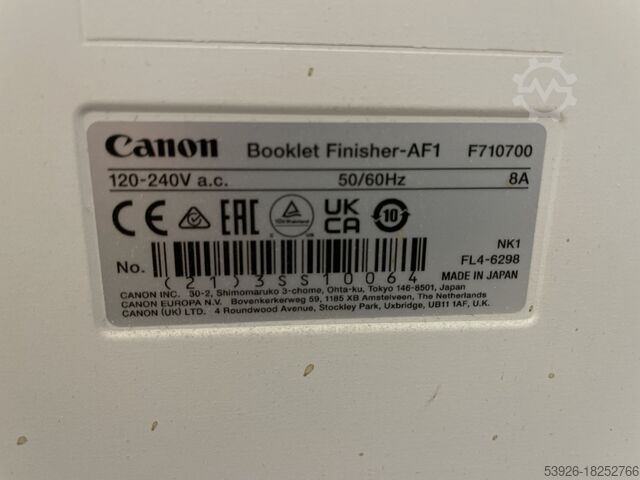 Canon Booklet Finisher-AF1 F710700
120-240V a.c. 50/60Hz 8A
CE EAC TÜVRheinland UK CA 10
NK1
No. (21)3SS10064 FL4-6298
MADE IN JAPAN
CANON INC. 30-2, Shimomaruko 3-chome, Ohta-ku, Tokyo 146-8501, Japan
CANON EUROPA N.V. Bovenkerkerweg 59, 1185 XB Amstelveen, The Netherlands
CANON (UK) LTD. 4 Roundwood Avenue, Stockley Park, Uxbridge, UB11 1AF, U.K.
53926-18252766